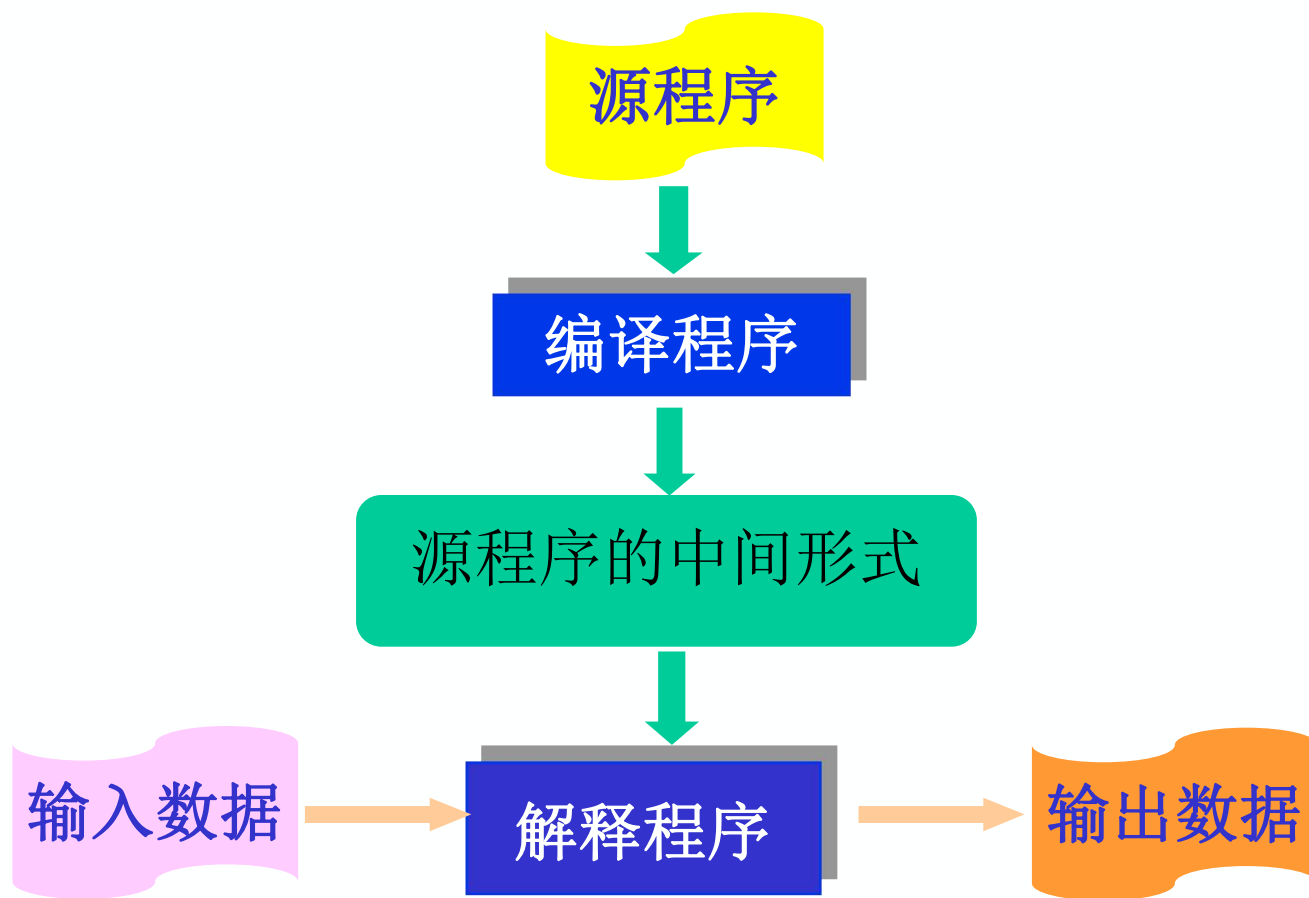 源程序
编译程序
源程序的中间形式
输入数据
解释程序
输出数据